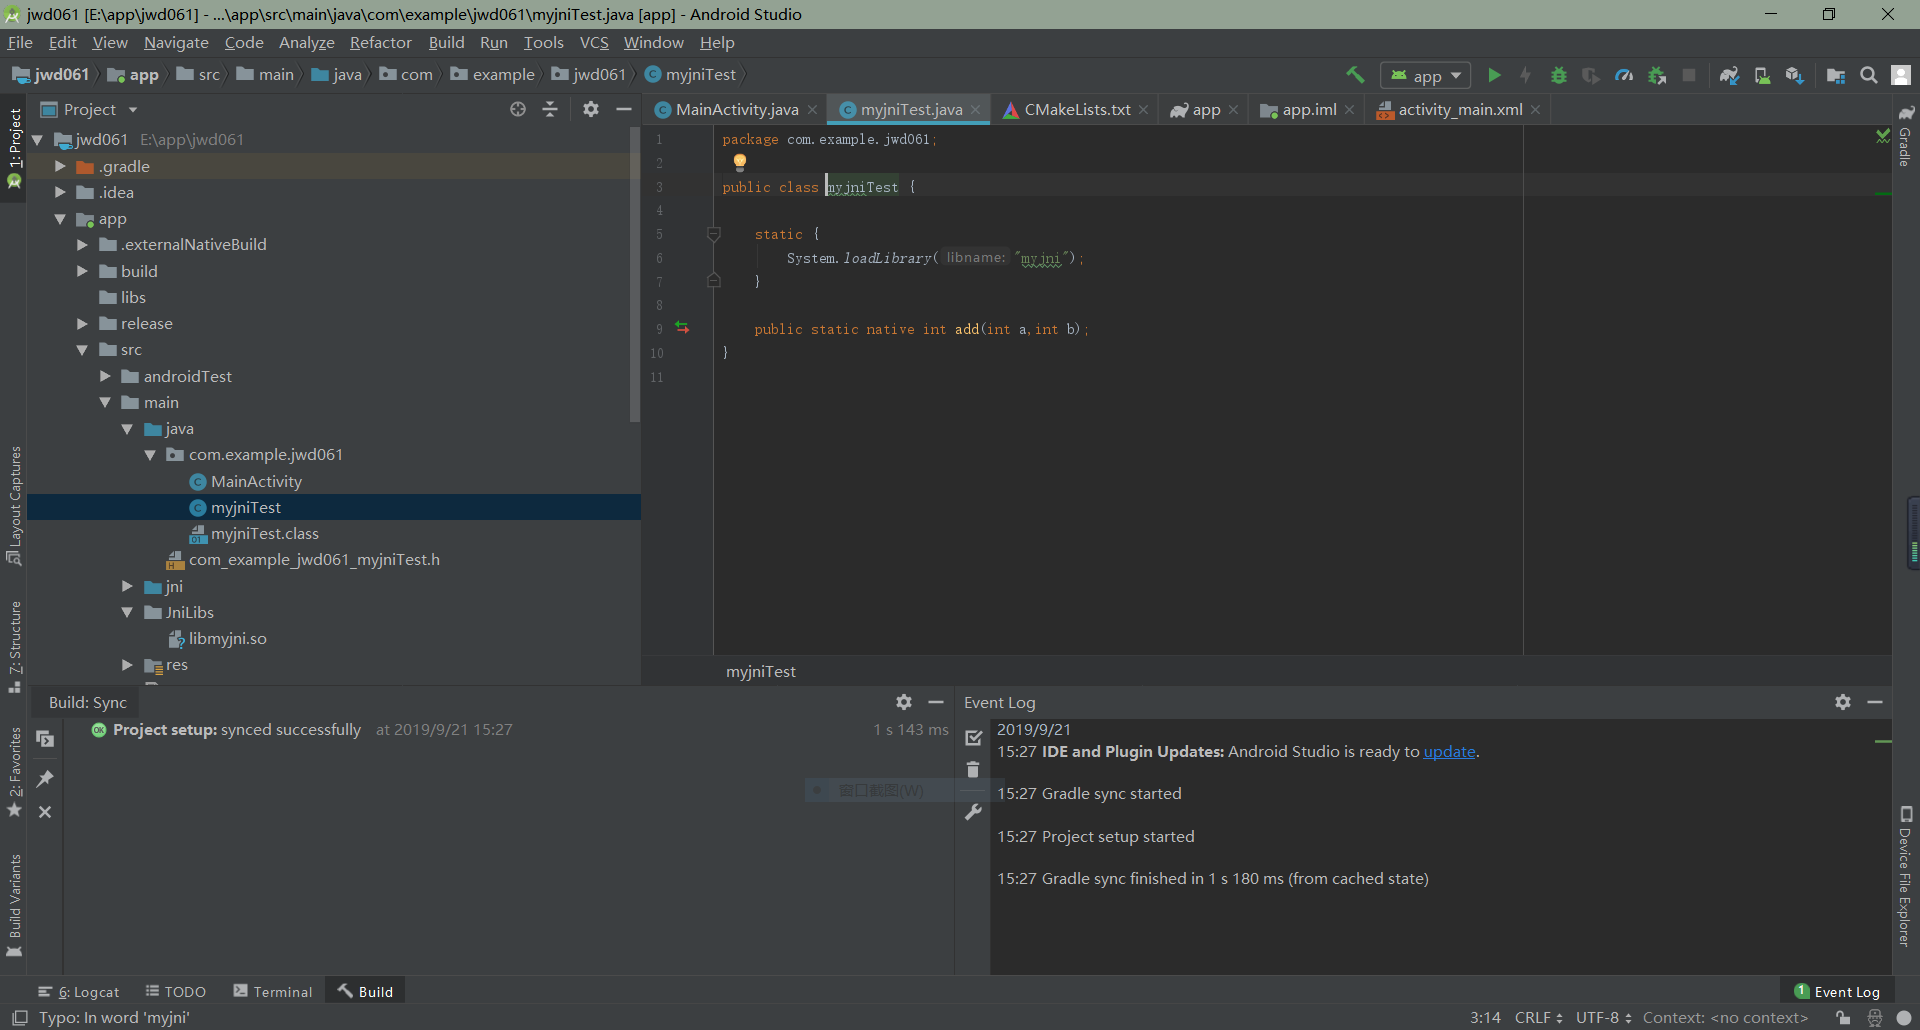 jwd061 [E:\app\jwd061] - ...\app\src\main\java\com\example\jwd061\myjniTest.java [app] - Android Studio
File Edit View Navigate Code Analyze Refactor Build Run Tools VCS Window Help
jwd061 app src main java com example jwd061 myjniTest
app
1: Project
Layout Captures
7: Structure
2: Favorites
Build Variants
Project
jwd061 E:\app\jwd061
.gradle
.idea
app
.externalNativeBuild
build
libs
release
src
androidTest
main
java
com.example.jwd061
MainActivity
myjniTest
myjniTest.class
com_example_jwd061_myjniTest.h
jni
JniLibs
libmyjni.so
res
MainActivity.java myjniTest.java CMakeLists.txt app app.iml activity_main.xml
1 package com.example.jwd061;
2
3 public class myjniTest {
4
5 static {
6 System.loadLibrary( libname: "myjni");
7 }
8
9 public static native int add(int a,int b);
10 }
11
myjniTest
Gradle
Device File Explorer
Build: Sync
Project setup: synced successfully at 2019/9/21 15:27 1 s 143 ms
窗口截图(W)
Event Log
2019/9/21
15:27 IDE and Plugin Updates: Android Studio is ready to update.
15:27 Gradle sync started
15:27 Project setup started
15:27 Gradle sync finished in 1 s 180 ms (from cached state)
6: Logcat TODO Terminal Build
1 Event Log
Typo: In word 'myjni'
3:14 CRLF UTF-8 Context: <no context>